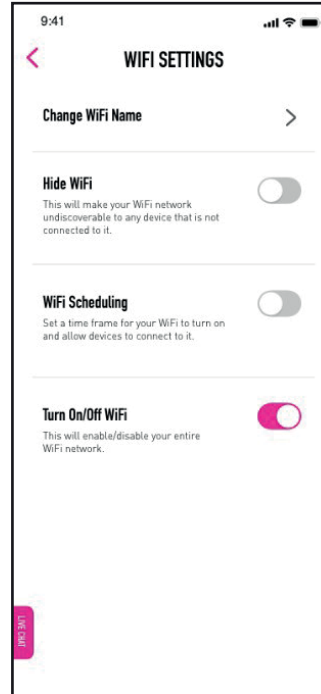 9:41
WIFI SETTINGS
Change WiFi Name
Hide WiFi
This will make your WiFi network
undiscoverable to any device that is not
connected to it.
WiFi Scheduling
Set a time frame for your WiFi to turn on
and allow devices to connect to it.
Turn On/Off WiFi
This will enable/disable your entire
WiFi network.
LIVE CHAT